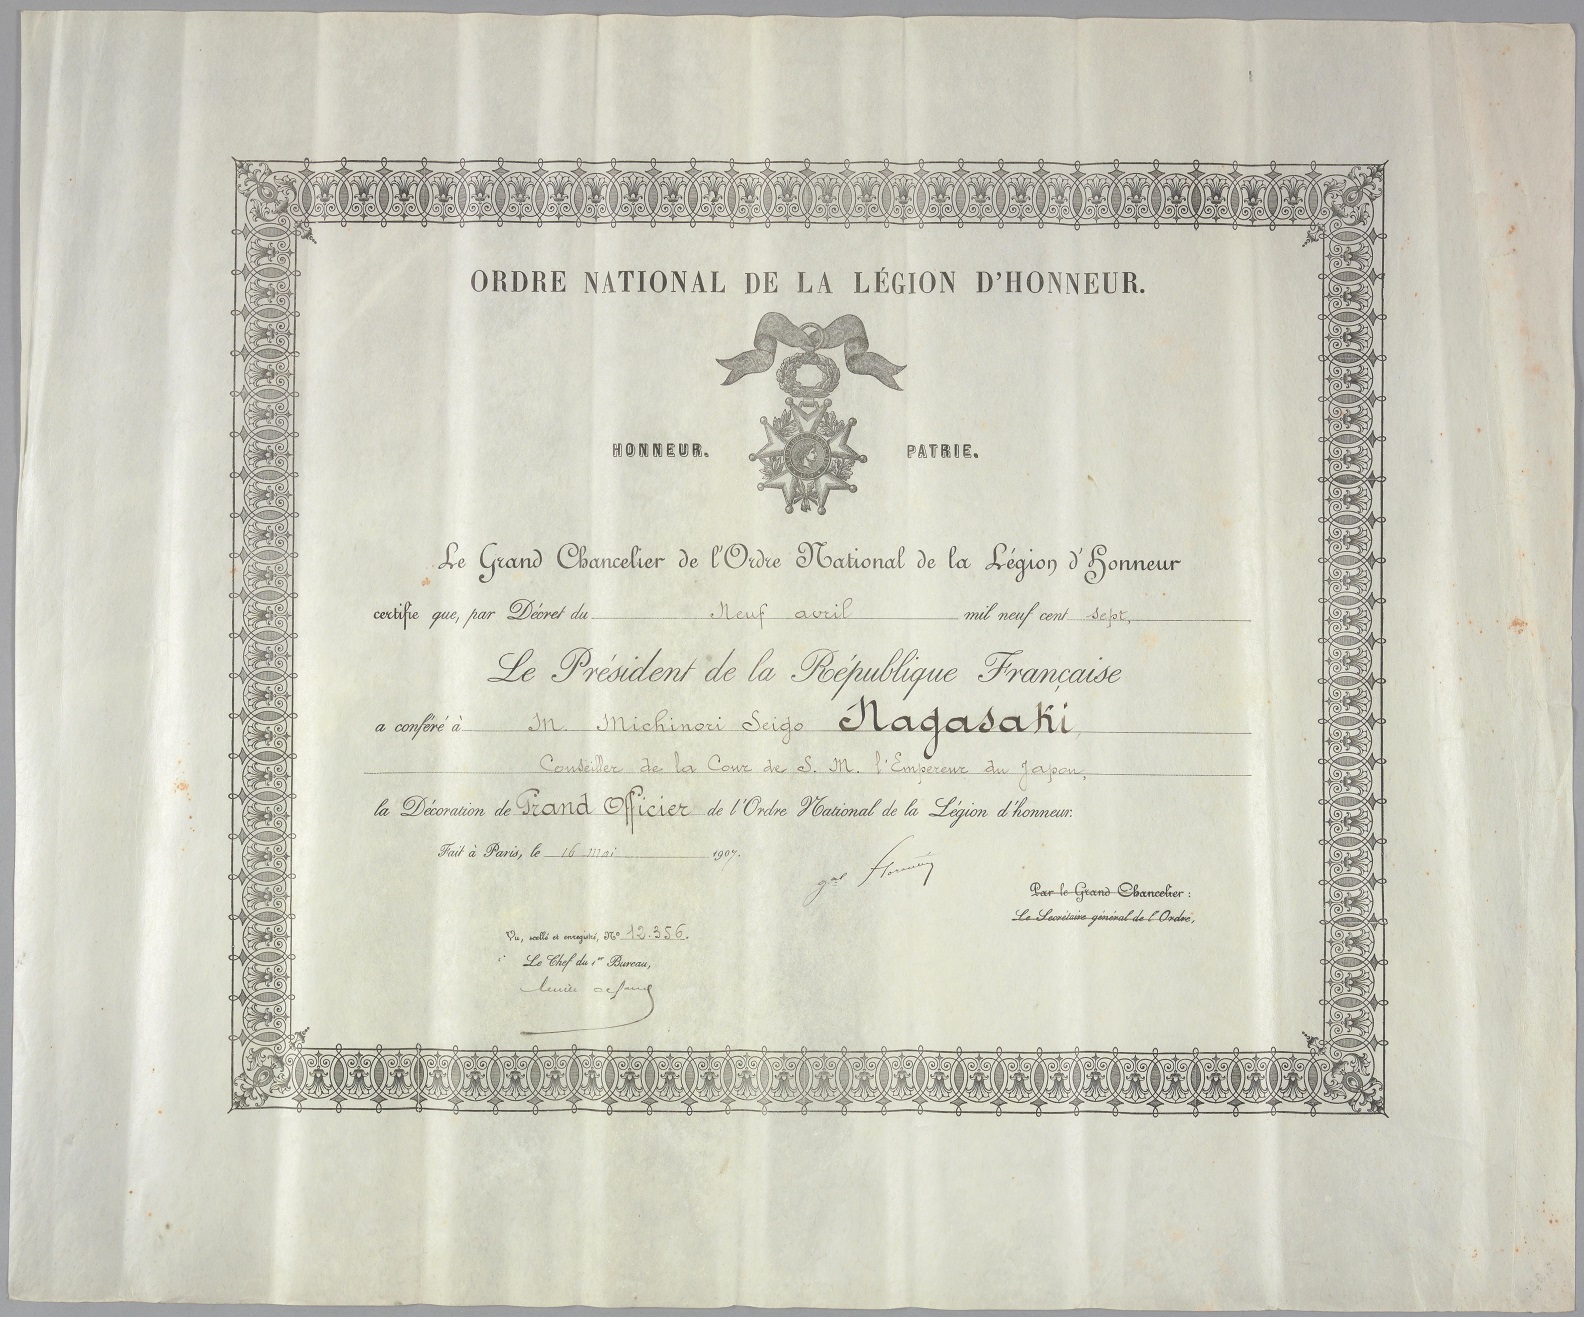 ORDRE NATIONAL DE LA LÉGION D'HONNEUR.
HONNEUR. PATRIE.
Le Grand Chancelier de l'Ordre National de la Légion d'Honneur
certifie que, par Décret du Neuf avril mil neuf cent sept,
Le Président de la République Française
a conféré à M. Michinori Seigo Nagasaki,
Conseiller de la Cour de S. M. l'Empereur du Japon,
la Décoration de Grand Officier de l'Ordre National de la Légion d'honneur.
Fait à Paris, le 16 mai 1907.
gal Florentin
Par le Grand Chancelier :
Le Secrétaire général de l'Ordre,
Vu, scellé et enregistré, No 12.356.
Le Chef du 1er Bureau,